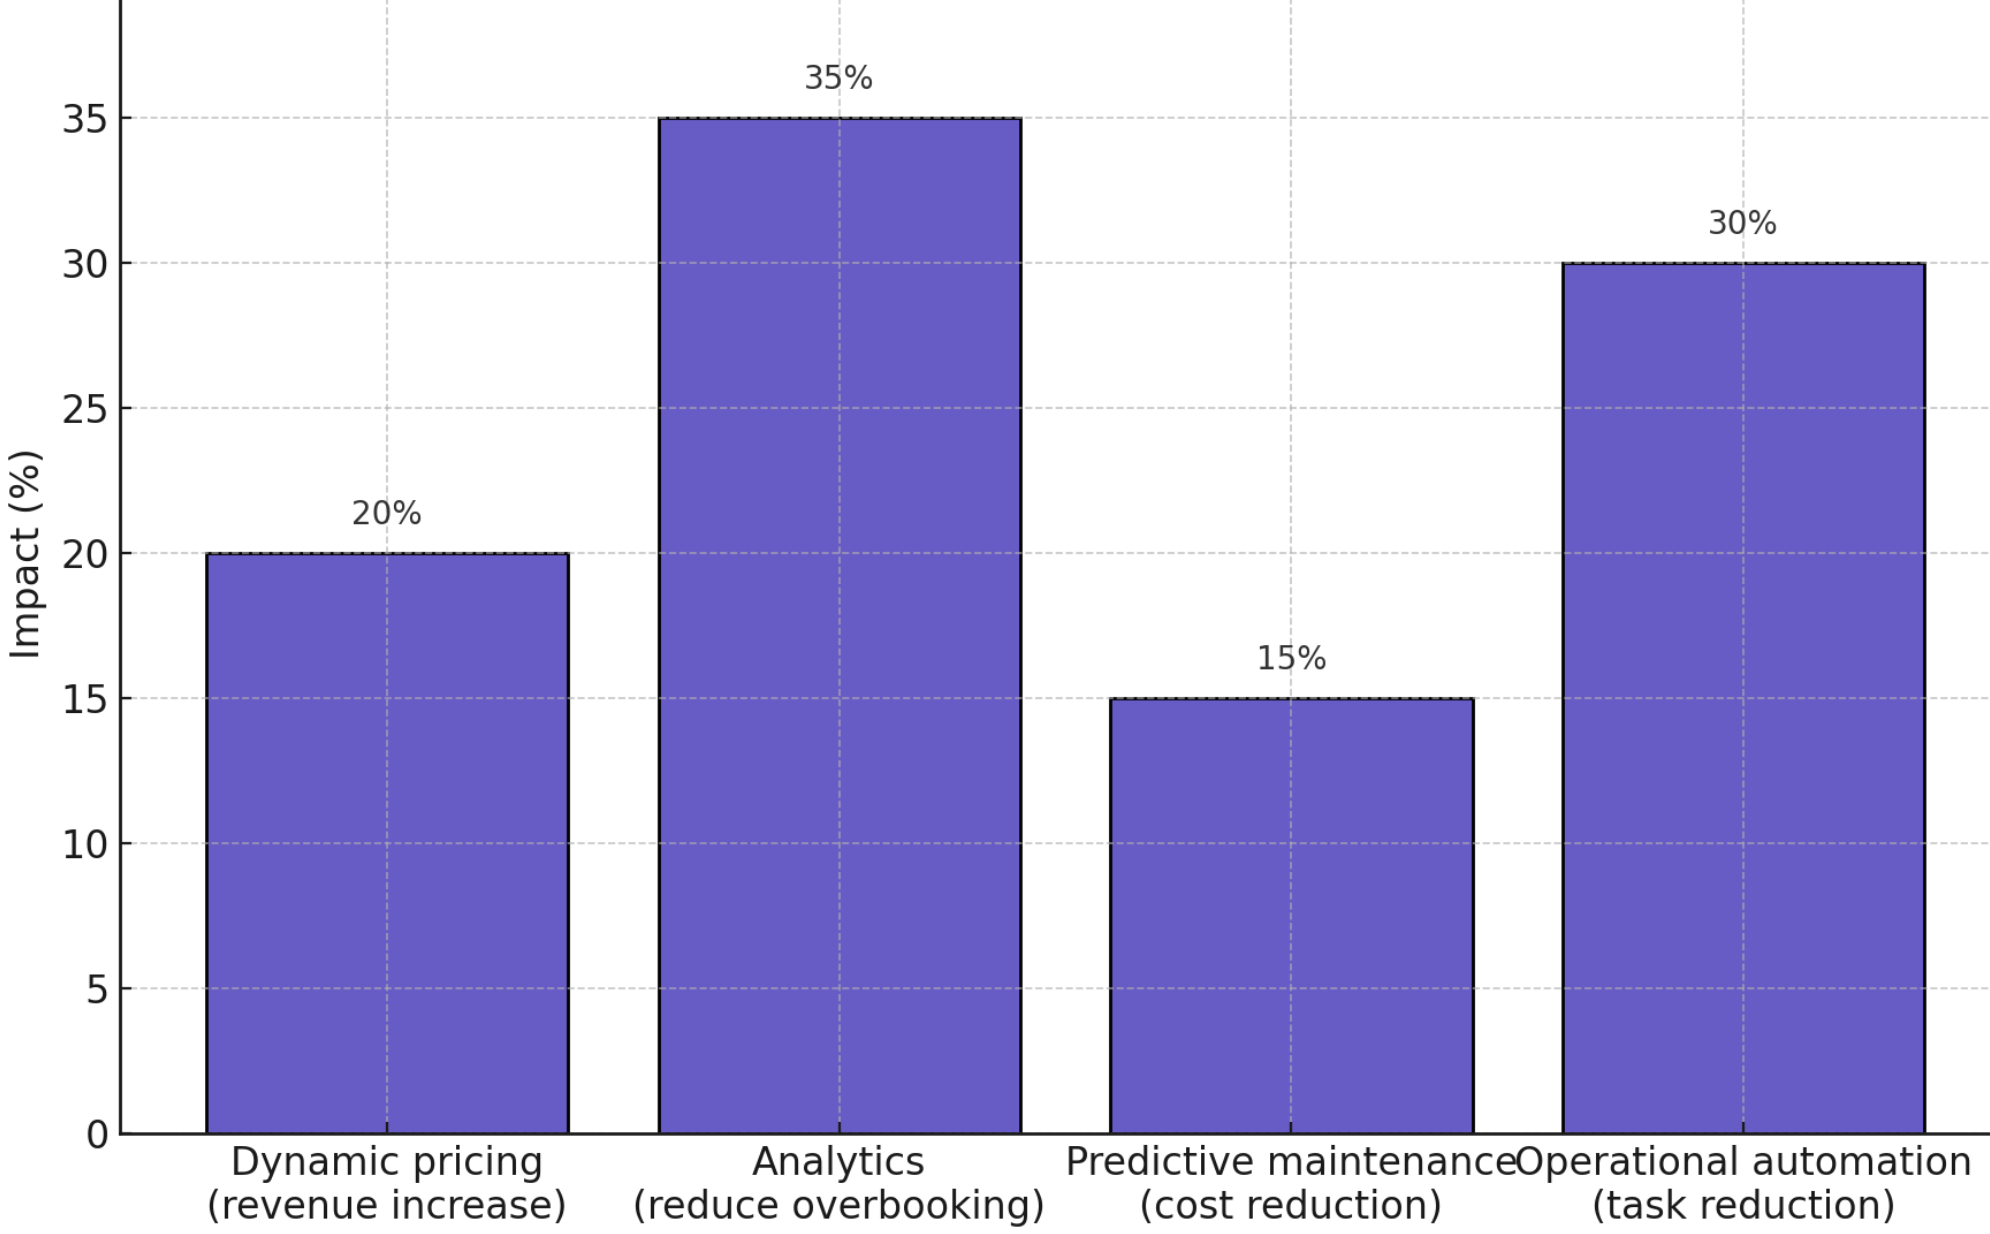 35%
35
30%
30
25
Impact (%)
20%
20
15%
15
10
5
0
Dynamic pricing
(revenue increase)
Analytics
(reduce overbooking)
Predictive maintenance
(cost reduction)
Operational automation
(task reduction)